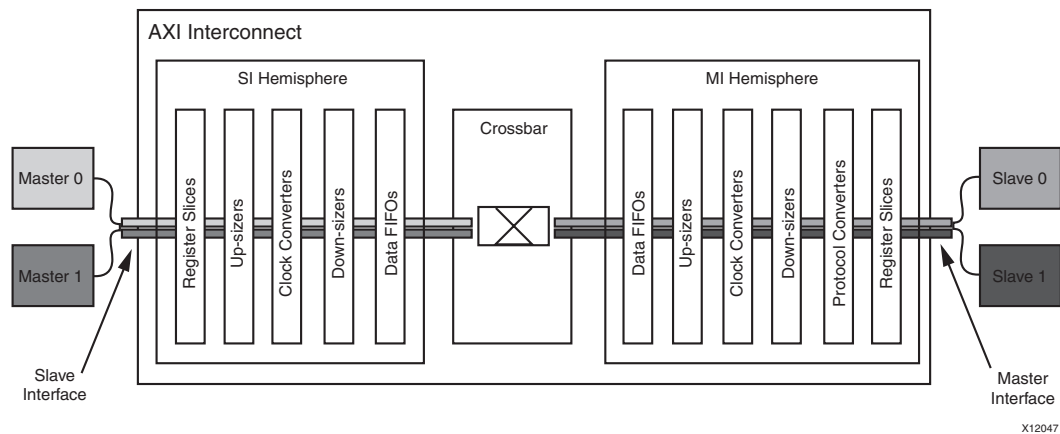 AXI Interconnect
SI Hemisphere
MI Hemisphere
Crossbar
Master 0
Master 1
Register Slices
Up-sizers
Clock Converters
Down-sizers
Data FIFOs
Data FIFOs
Up-sizers
Clock Converters
Down-sizers
Protocol Converters
Register Slices
Slave 0
Slave 1
Slave
Interface
Master
Interface
X12047